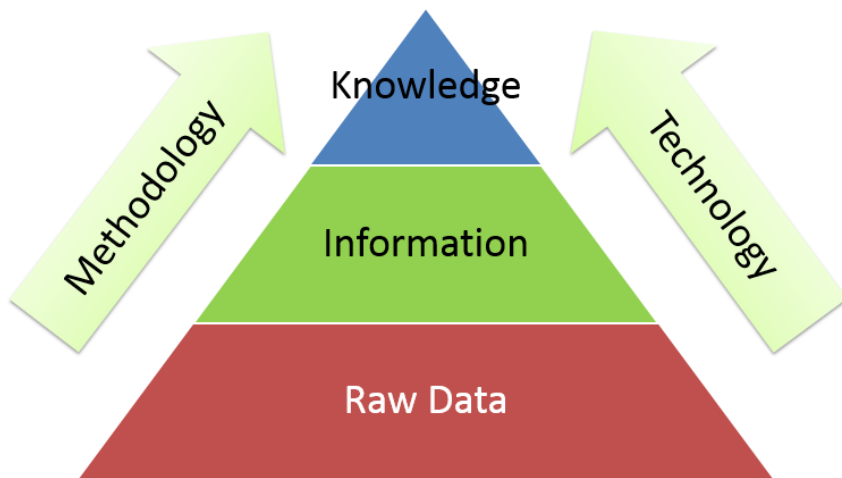 Knowledge
Methodology
Technology
Information
Raw Data